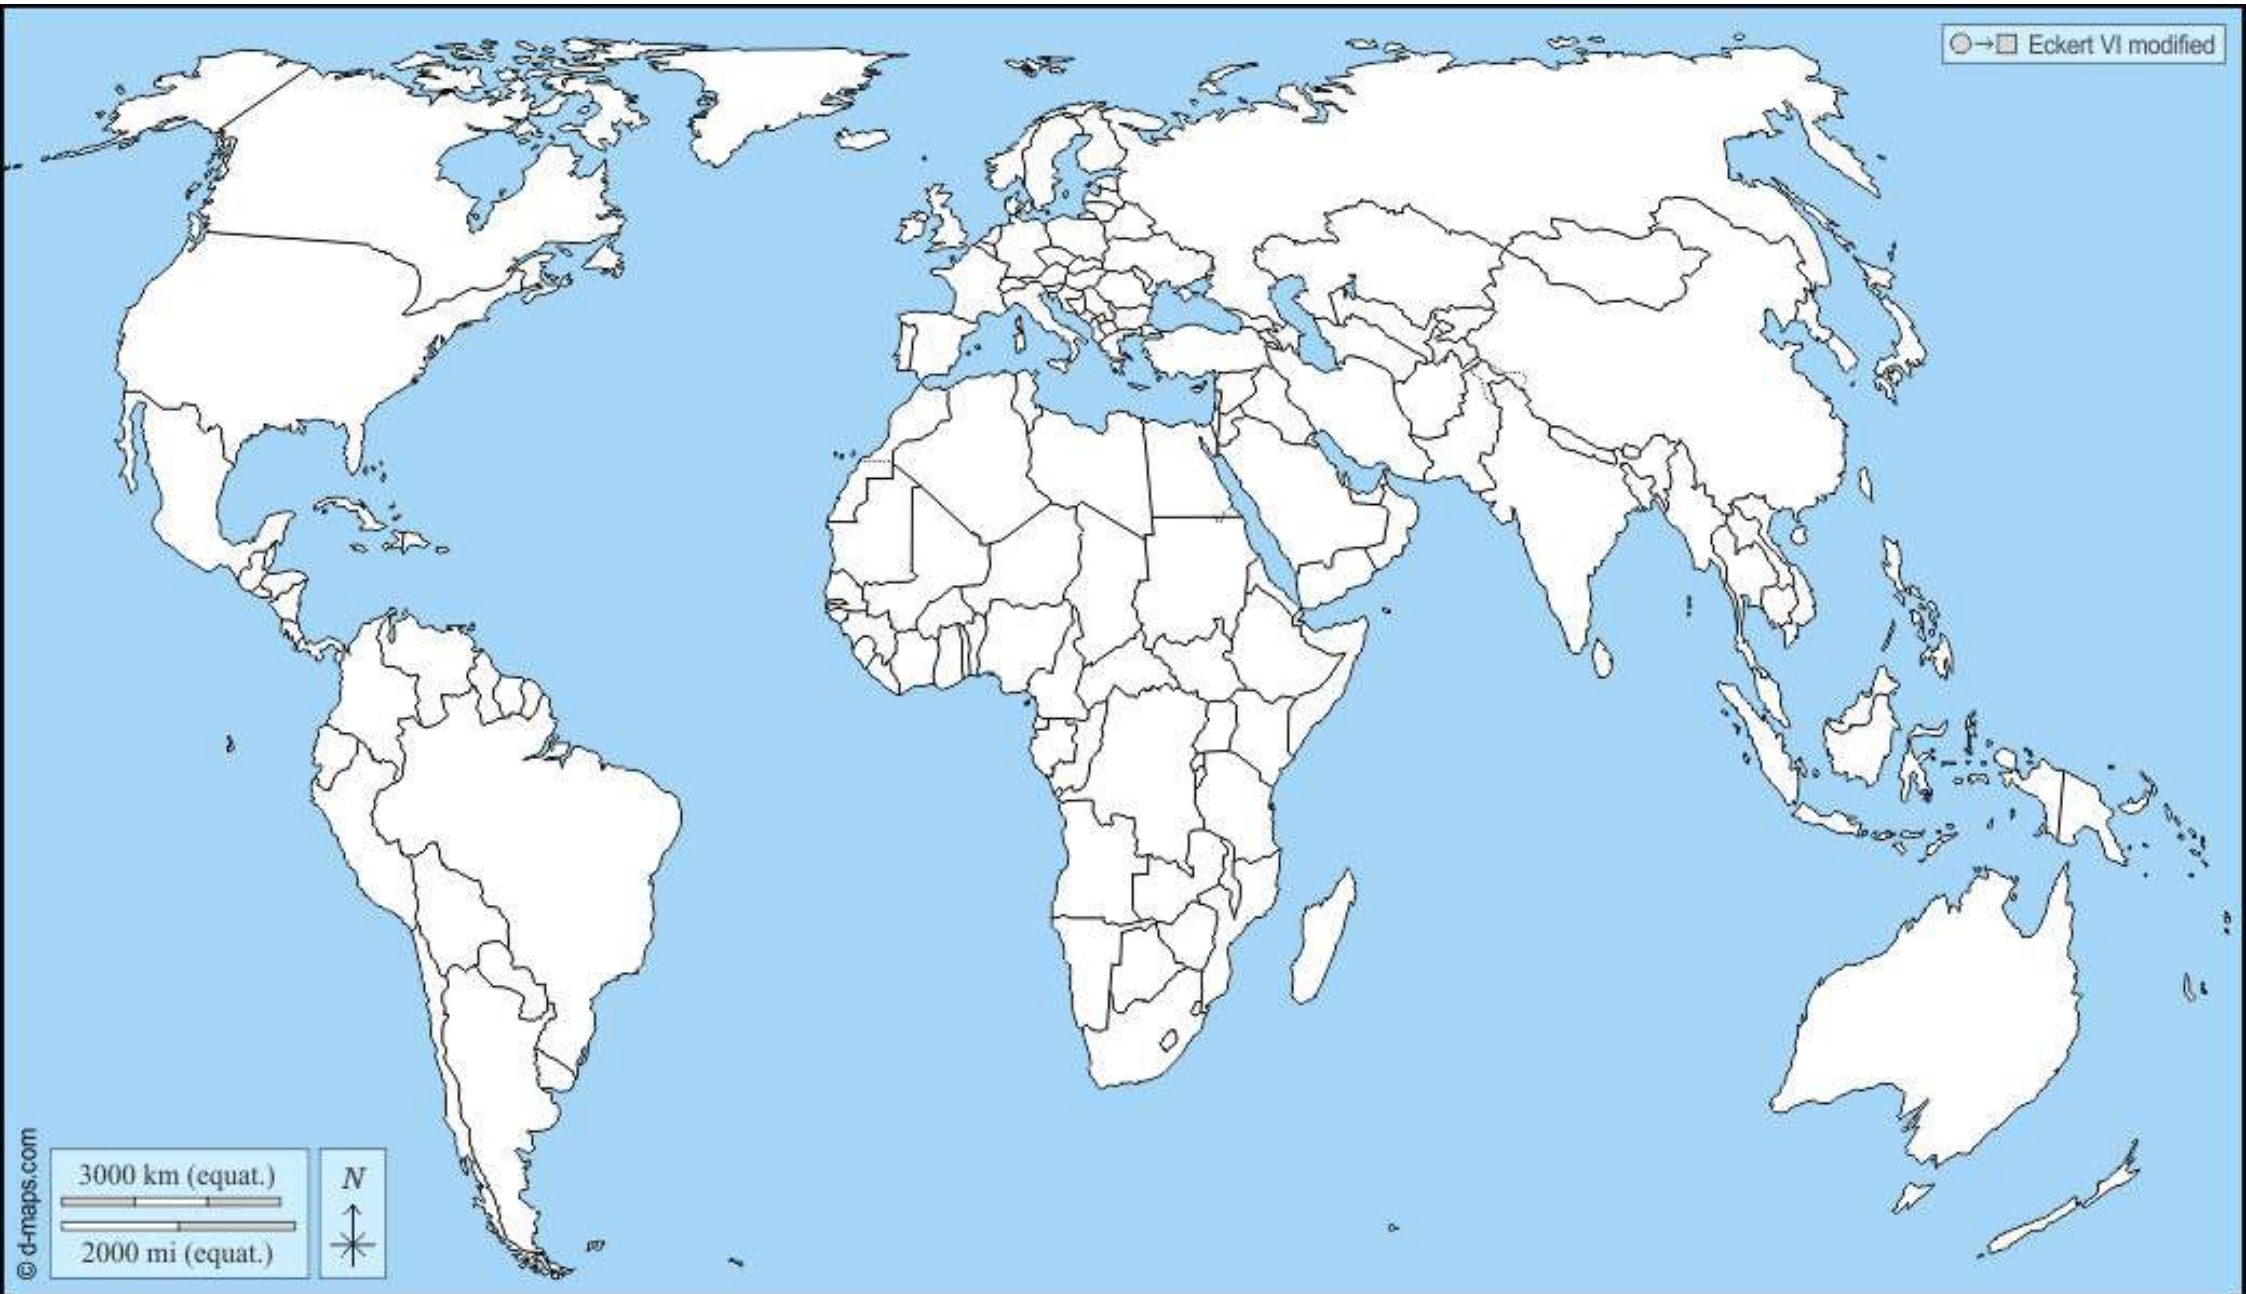 Eckert VI modified
3000 km (equat.)
2000 mi (equat.)
N
© d-maps.com